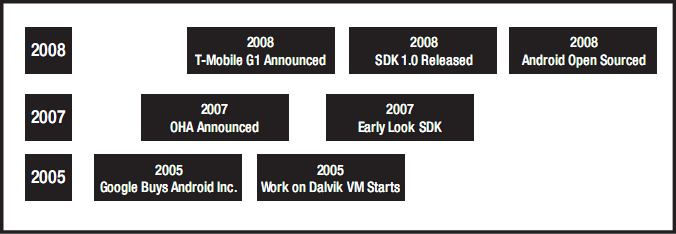 2008
2008
T-Mobile G1 Announced
2008
SDK 1.0 Released
2008
Android Open Sourced
2007
2007
OHA Announced
2007
Early Look SDK
2005
2005
Google Buys Android Inc.
2005
Work on Dalvik VM Starts